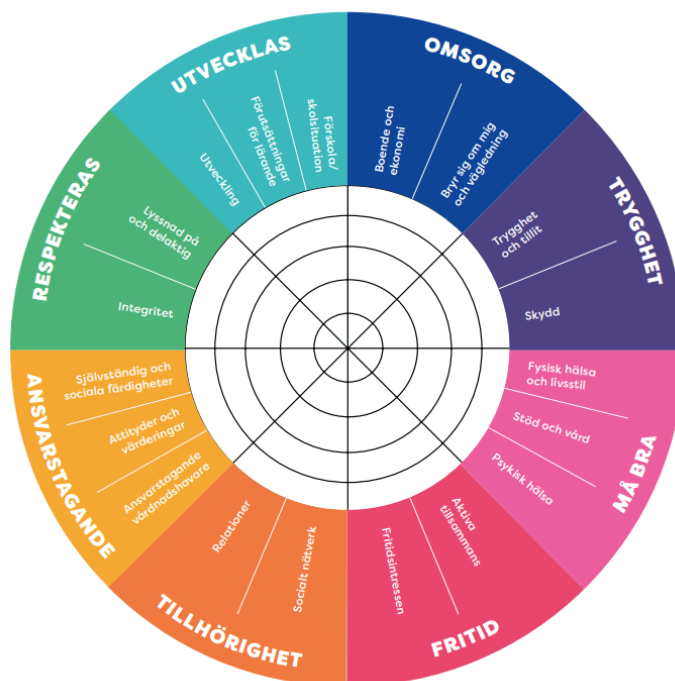 OMSORG
Boende och
ekonomi
Bryr sig om mig
och vägledning
TRYGGHET
Trygghet
och tillit
Skydd
MÅ BRA
Fysisk hälsa
och livsstil
Stöd och vård
Psykisk hälsa
FRITID
Aktiva
tillsammans
Fritidsintressen
TILLHÖRIGHET
Socialt nätverk
Relationer
ANSVARSTAGANDE
Ansvarstagande
vårdnadshavare
Attityder och
värderingar
Självständig och
sociala färdigheter
RESPEKTERAS
Integritet
Lyssnad på
och delaktig
UTVECKLAS
Utveckling
Förutsättningar
för lärande
Förskola/
skolsituation